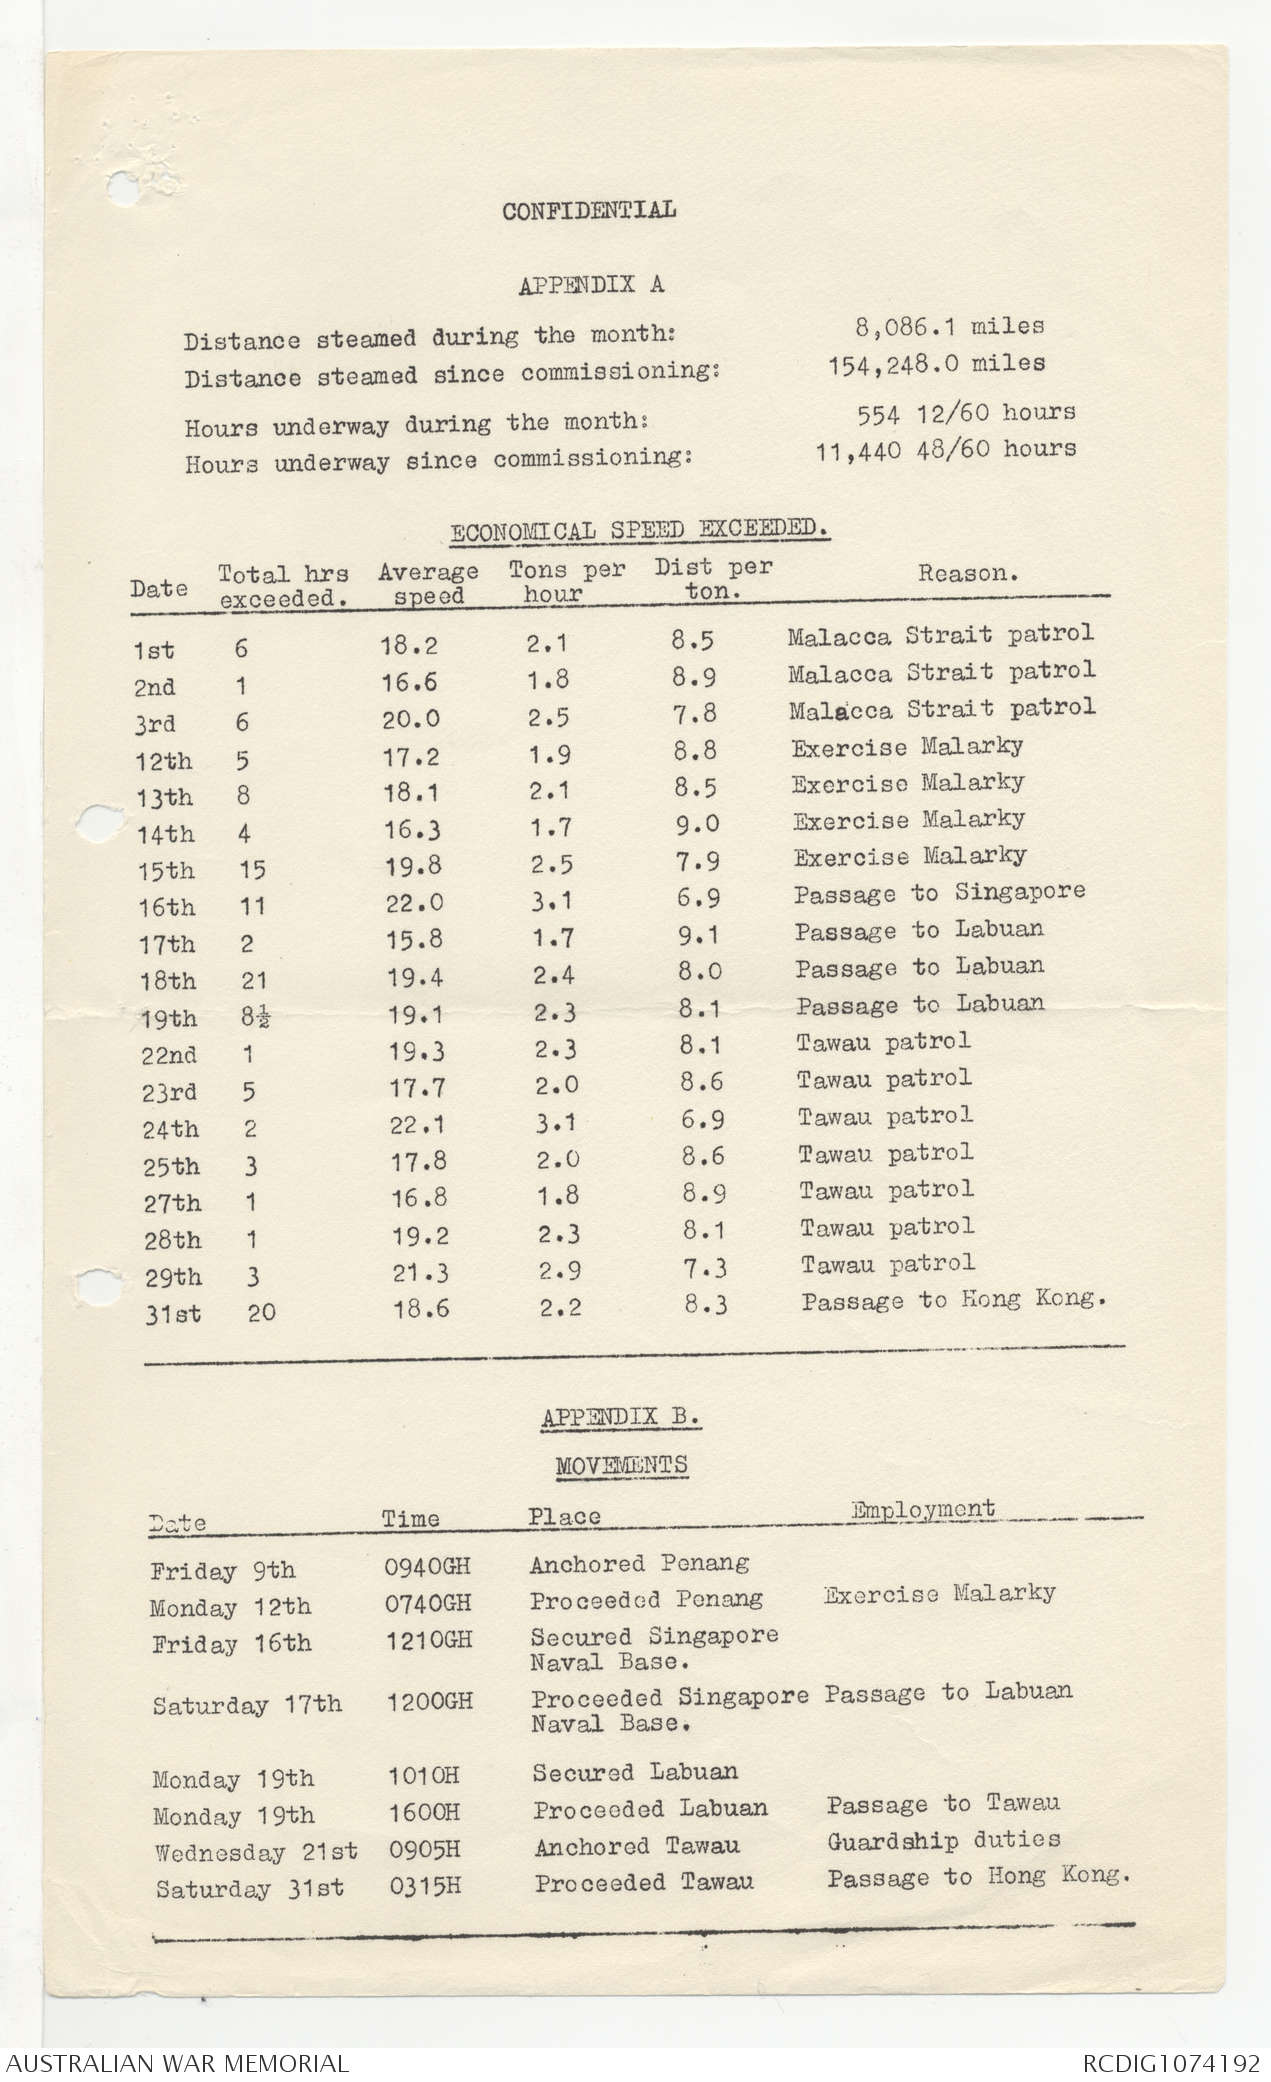 CONFIDENTIAL
APPENDIX A
Distance steamed during the month: 8,086.1 miles
Distance steamed since commissioning: 154,248.0 miles
Hours underway during the month: 554 12/60 hours
Hours underway since commissioning: 11,440 48/60 hours
ECONOMICAL SPEED EXCEEDED.
Date Total hrs exceeded. Average speed Tons per hour Dist per ton. Reason.
1st 6 18.2 2.1 8.5 Malacca Strait patrol
2nd 1 16.6 1.8 8.9 Malacca Strait patrol
3rd 6 20.0 2.5 7.8 Malacca Strait patrol
12th 5 17.2 1.9 8.8 Exercise Malarky
13th 8 18.1 2.1 8.5 Exercise Malarky
14th 4 16.3 1.7 9.0 Exercise Malarky
15th 15 19.8 2.5 7.9 Exercise Malarky
16th 11 22.0 3.1 6.9 Passage to Singapore
17th 2 15.8 1.7 9.1 Passage to Labuan
18th 21 19.4 2.4 8.0 Passage to Labuan
19th 8½ 19.1 2.3 8.1 Passage to Labuan
22nd 1 19.3 2.3 8.1 Tawau patrol
23rd 5 17.7 2.0 8.6 Tawau patrol
24th 2 22.1 3.1 6.9 Tawau patrol
25th 3 17.8 2.0 8.6 Tawau patrol
27th 1 16.8 1.8 8.9 Tawau patrol
28th 1 19.2 2.3 8.1 Tawau patrol
29th 3 21.3 2.9 7.3 Tawau patrol
31st 20 18.6 2.2 8.3 Passage to Hong Kong.
APPENDIX B.
MOVEMENTS
Date Time Place Employment
Friday 9th 0940GH Anchored Penang
Monday 12th 0740GH Proceeded Penang Exercise Malarky
Friday 16th 1210GH Secured Singapore
Naval Base.
Saturday 17th 1200GH Proceeded Singapore Passage to Labuan
Naval Base.
Monday 19th 1010H Secured Labuan
Monday 19th 1600H Proceeded Labuan Passage to Tawau
Wednesday 21st 0905H Anchored Tawau Guardship duties
Saturday 31st 0315H Proceeded Tawau Passage to Hong Kong.
AUSTRALIAN WAR MEMORIAL RCDIG1074192